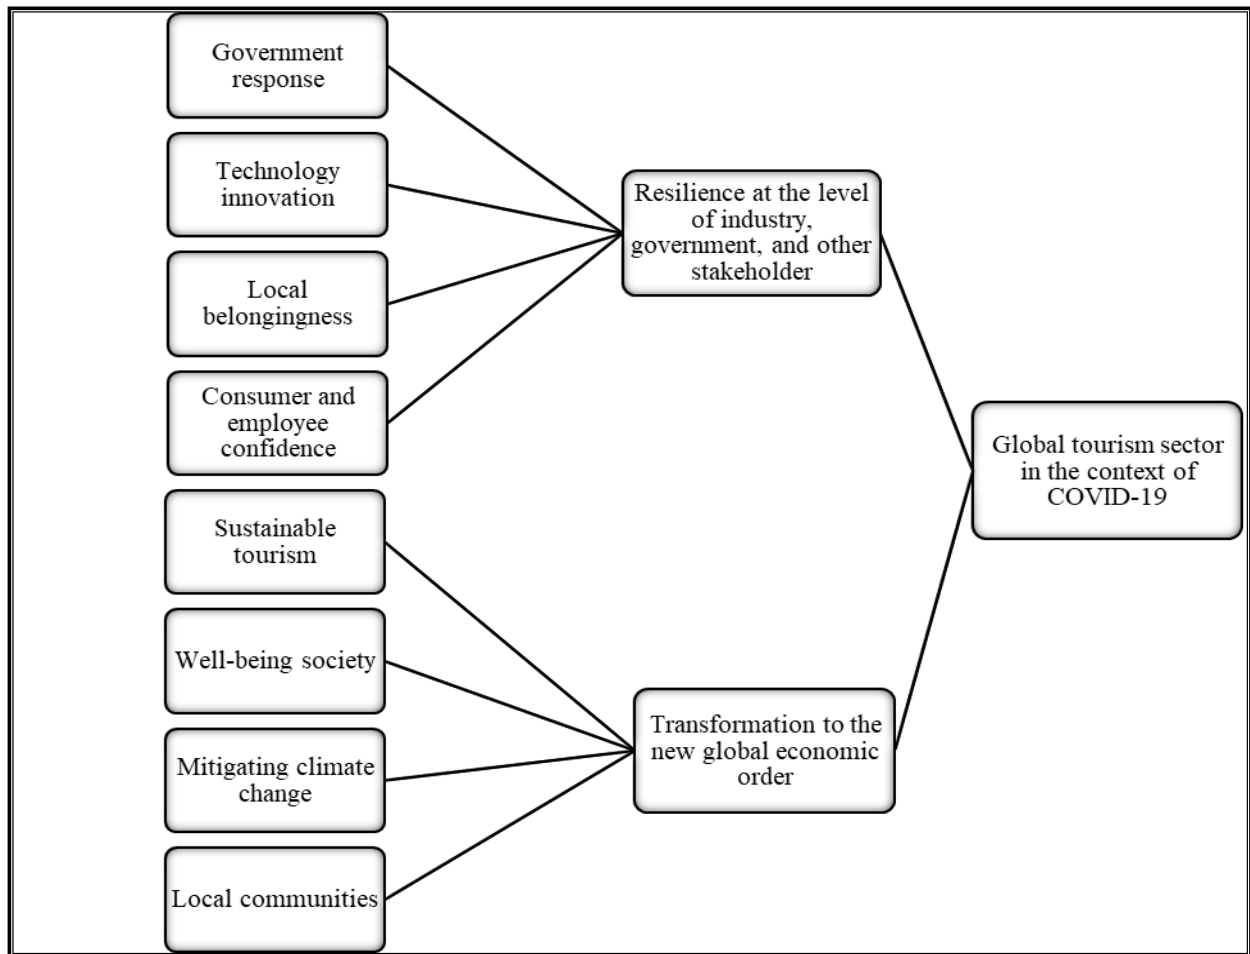 Government
response
Technology
innovation
Local
belongingness
Consumer and
employee
confidence
Sustainable
tourism
Well-being society
Mitigating climate
change
Local communities
Resilience at the level
of industry,
government, and other
stakeholder
Transformation to the
new global economic
order
Global tourism sector
in the context of
COVID-19